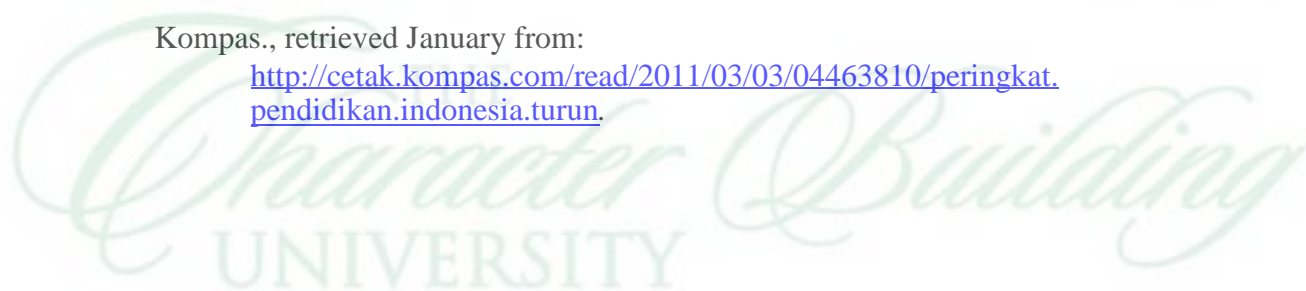 Kompas., retrieved January from:
http://cetak.kompas.com/read/2011/03/03/04463810/peringkat.
pendidikan.indonesia.turun.
THE
Character Building
UNIVERSITY